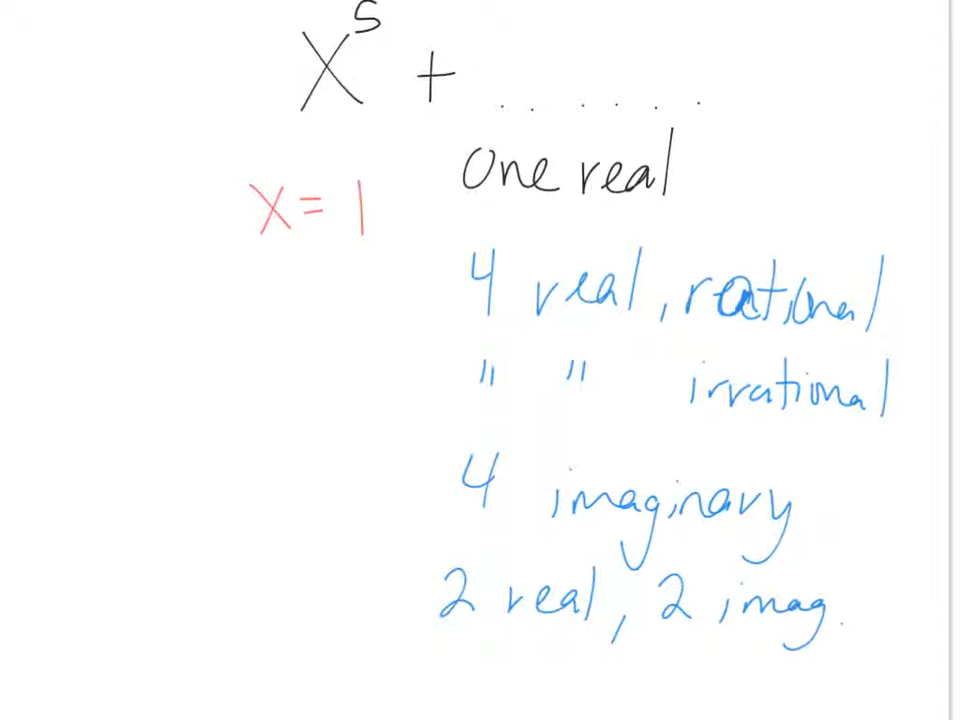 X⁵ + . . . . . .
one real
x = 1
4 real, rational
" " irrational
4 imaginary
2 real, 2 imag.